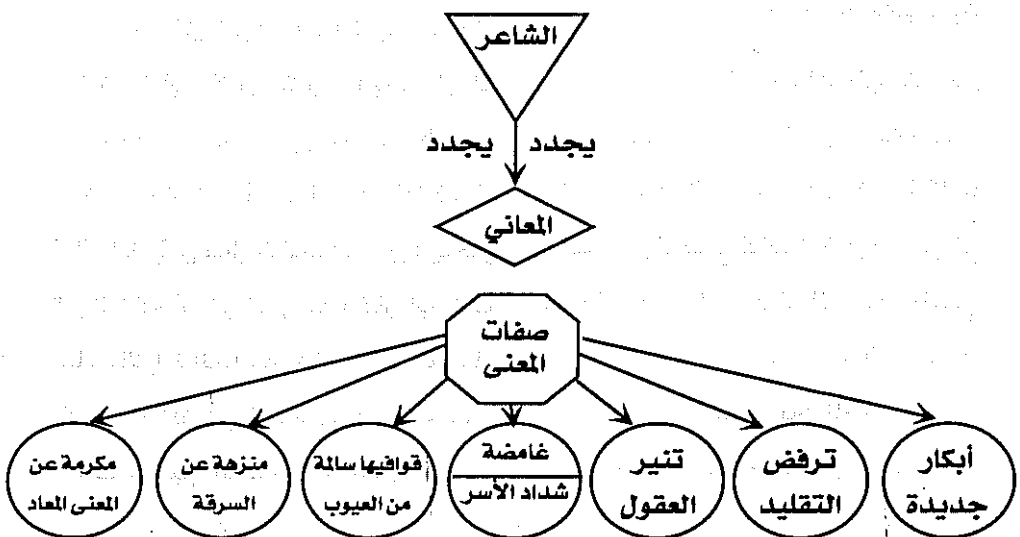 الشاعر
يجدد
يجدد
المعاني
صفات
المعنى
أبكار
جديدة
ترفض
التقليد
تنير
العقول
غامضة
شداد الأسر
قوافيها سالمة
من العيوب
منزهة عن
السرقة
مكرمة عن
المعنى المعاد